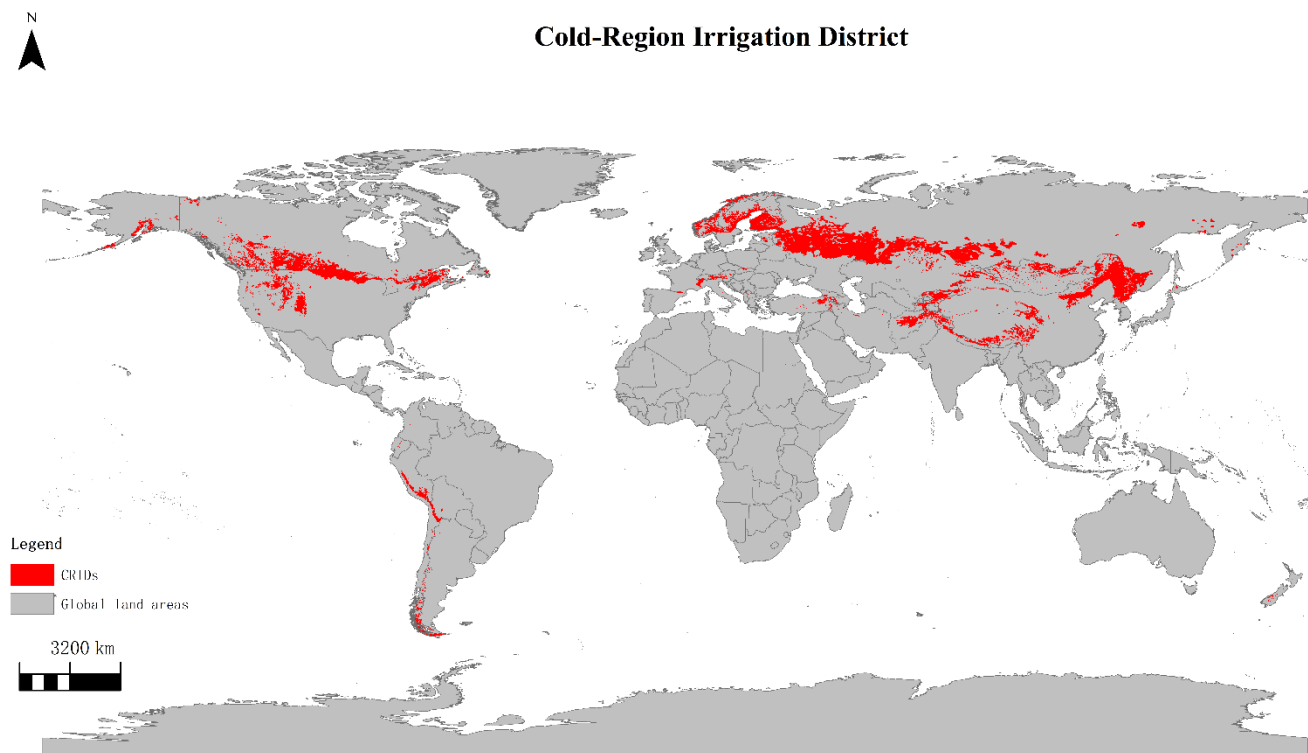 N
Cold-Region Irrigation District
Legend
CRIDs
Global land areas
3200 km